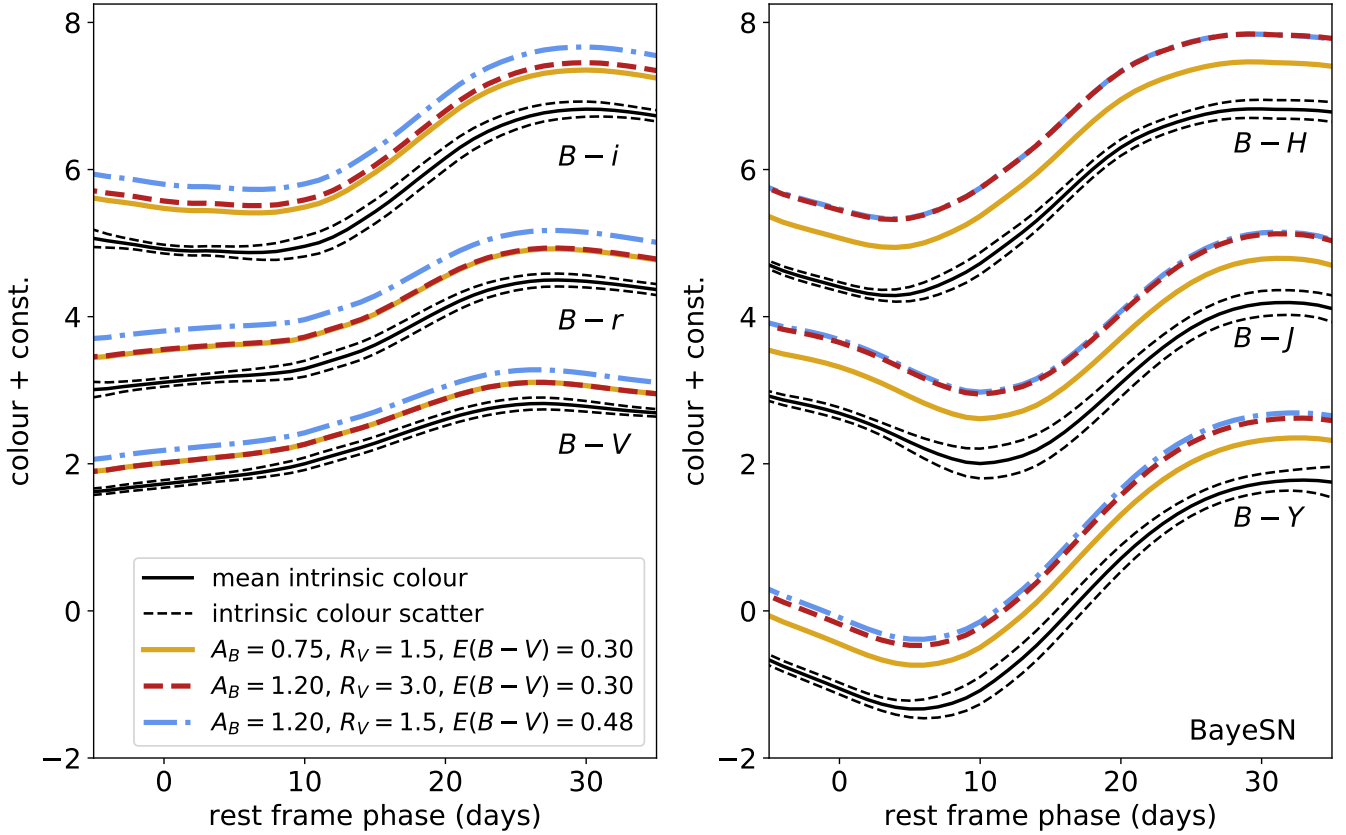 8
6
4
2
0
−2
0
10
20
30
rest frame phase (days)
colour + const.
B − i
B − r
B − V
mean intrinsic colour
intrinsic colour scatter
A_B = 0.75, R_V = 1.5, E(B − V) = 0.30
A_B = 1.20, R_V = 3.0, E(B − V) = 0.30
A_B = 1.20, R_V = 1.5, E(B − V) = 0.48
8
6
4
2
0
−2
0
10
20
30
rest frame phase (days)
colour + const.
B − H
B − J
B − Y
BayeSN